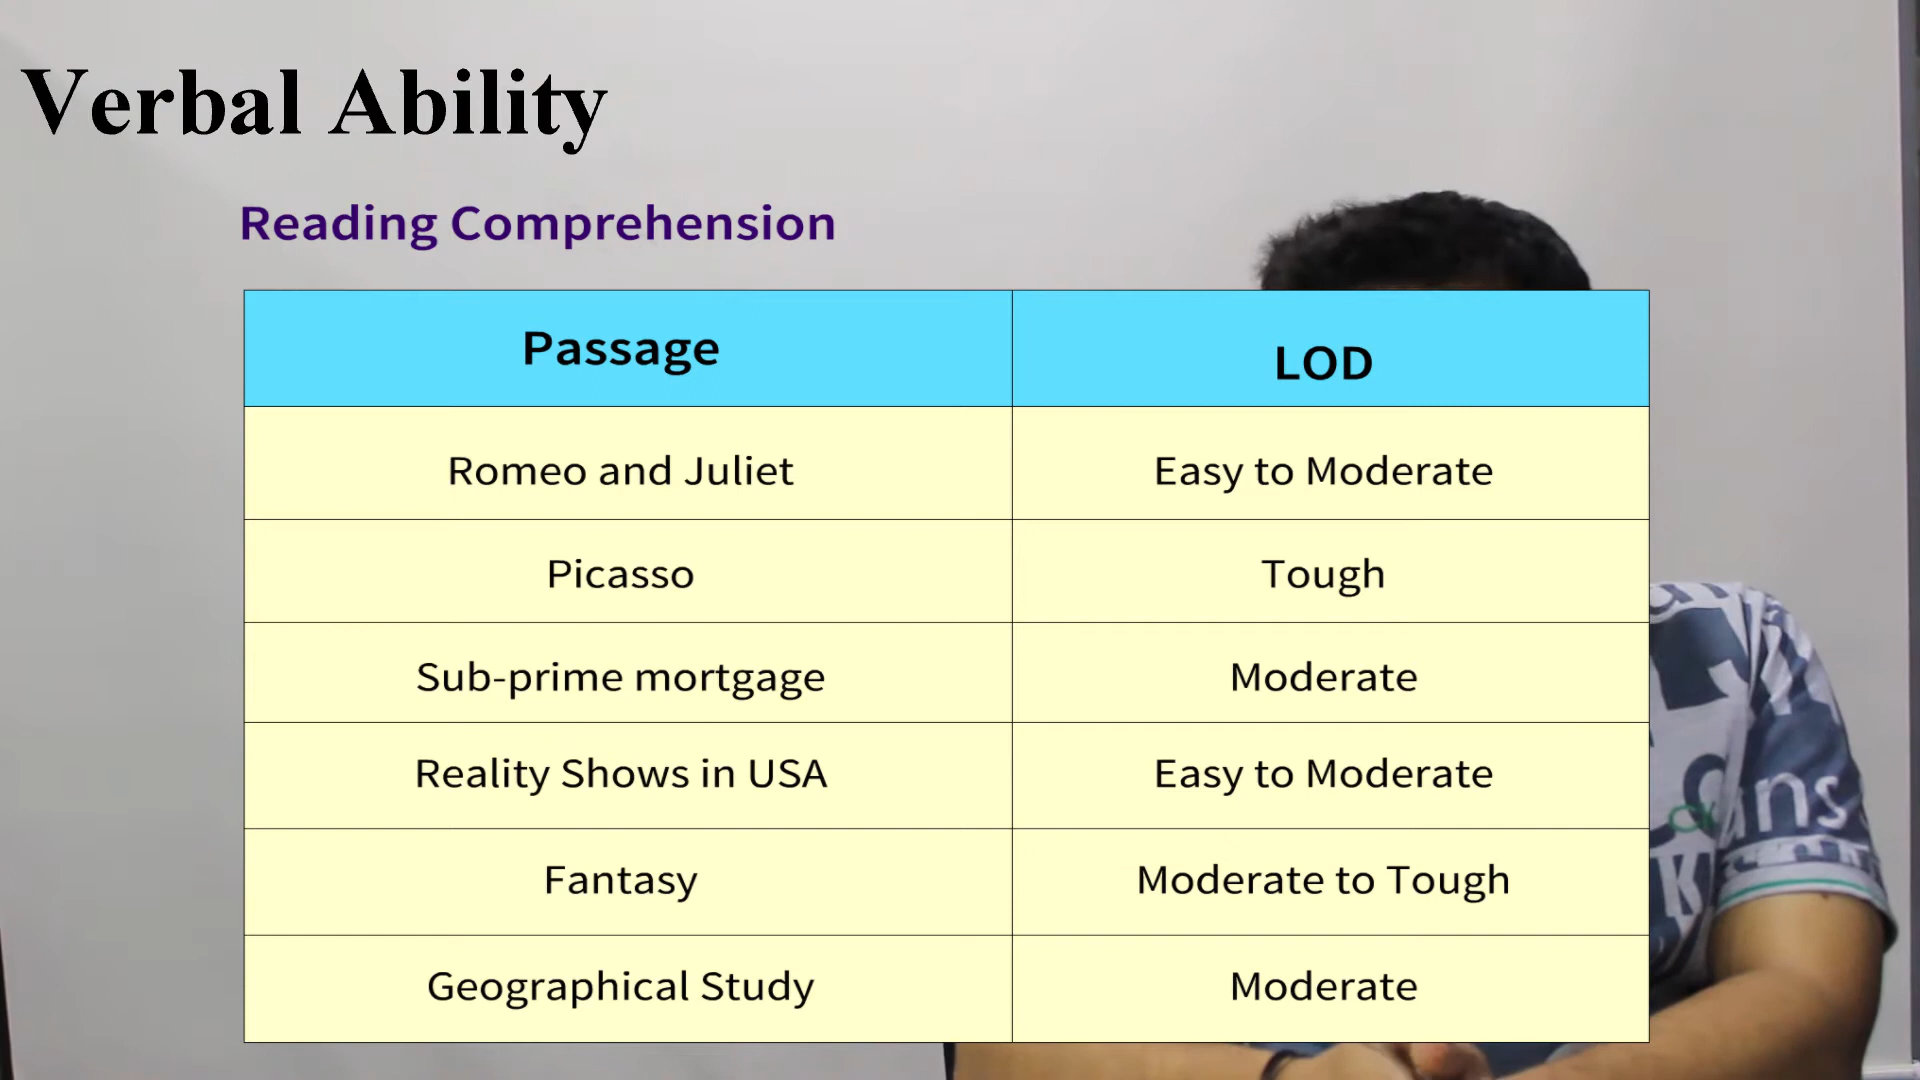 Verbal Ability
Reading Comprehension
Passage LOD
Romeo and Juliet Easy to Moderate
Picasso Tough
Sub-prime mortgage Moderate
Reality Shows in USA Easy to Moderate
Fantasy Moderate to Tough
Geographical Study Moderate